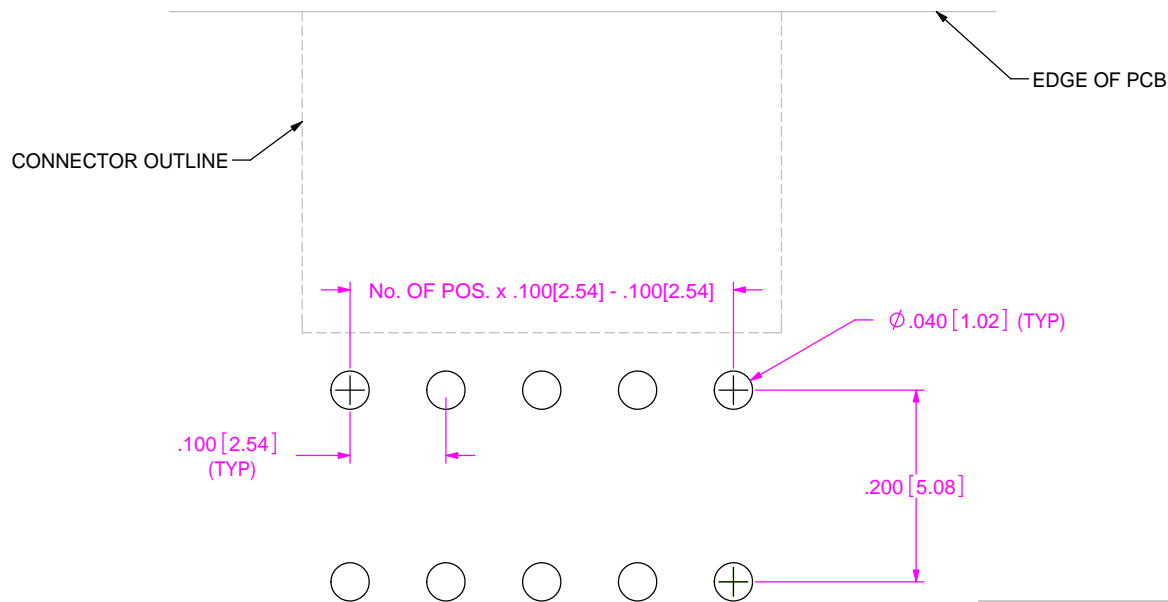 EDGE OF PCB
CONNECTOR OUTLINE
No. OF POS. x .100[2.54] - .100[2.54]
∅.040 [1.02] (TYP)
.100 [2.54]
(TYP)
.200 [5.08]